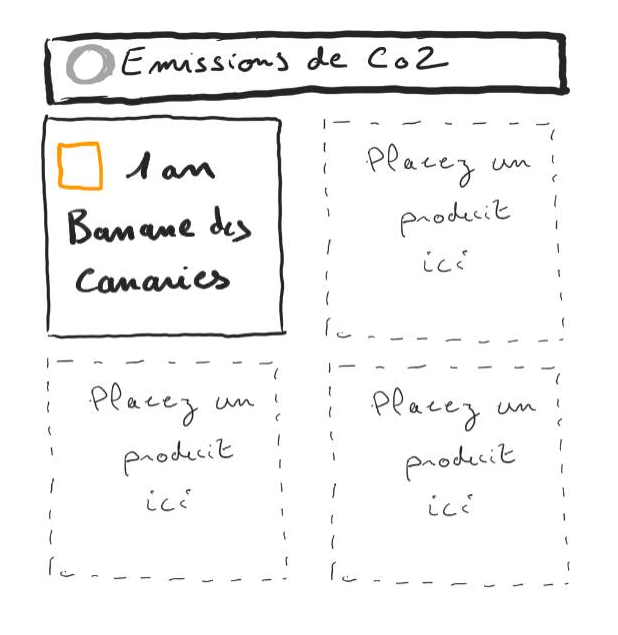 Emissions de Co2
1 an
Banane des
Canaries
Placez un
produit
ici
Placez un
produit
ici
Placez un
produit
ici